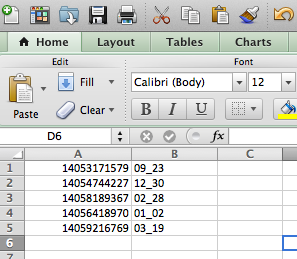 Home Layout Tables Charts
Edit Font
Fill Calibri (Body) 12
Paste Clear B I U
D6 fx
A B C
1 14053171579 09_23
2 14054744227 12_30
3 14058189367 02_28
4 14056418970 01_02
5 14059216769 03_19
6